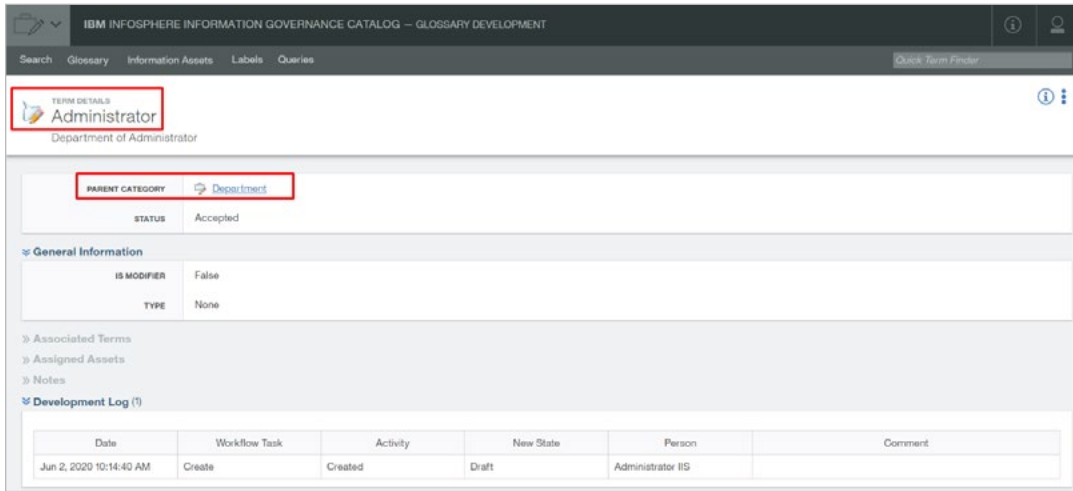 IBM INFOSPHERE INFORMATION GOVERNANCE CATALOG – GLOSSARY DEVELOPMENT
Search Glossary Information Assets Labels Queries Quick Term Finder
TERM DETAILS
Administrator
Department of Administrator
PARENT CATEGORY Department
STATUS Accepted
General Information
IS MODIFIER False
TYPE None
Associated Terms
Assigned Assets
Notes
Development Log (1)
Date Workflow Task Activity New State Person Comment
Jun 2, 2020 10:14:40 AM Create Created Draft Administrator IIS